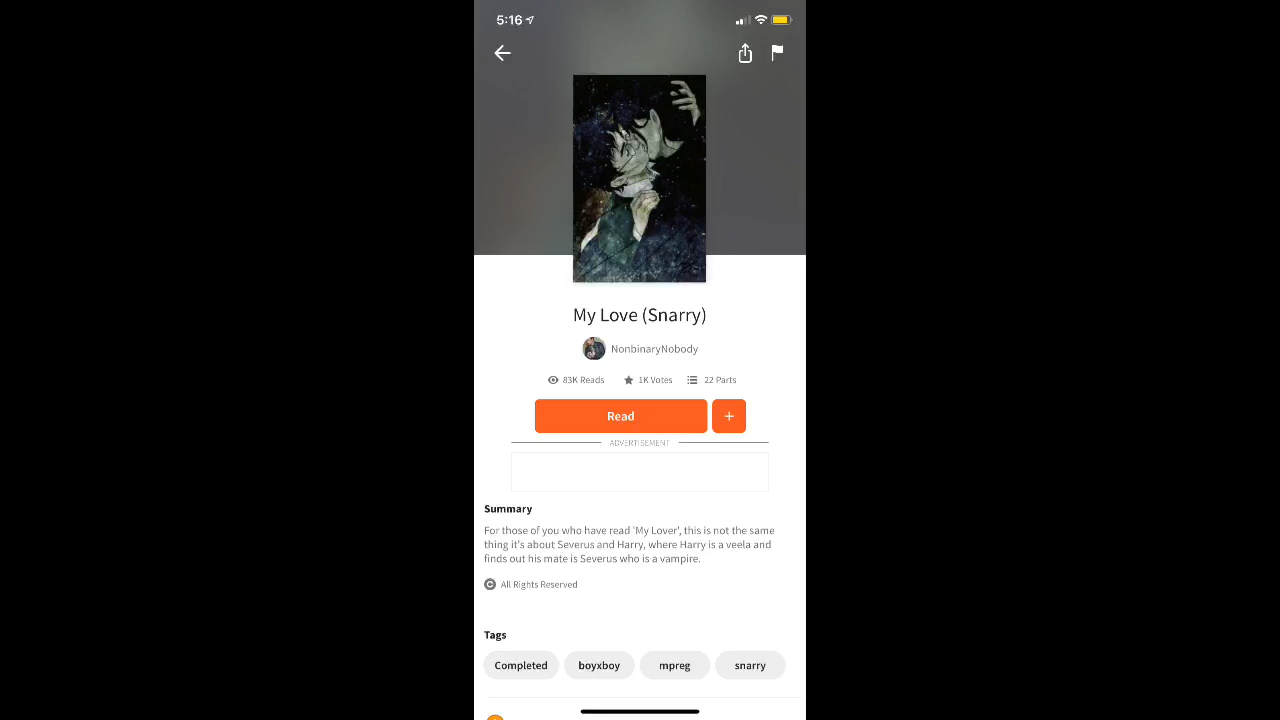 5:16
My Love (Snarry)
NonbinaryNobody
83K Reads 1K Votes 22 Parts
Read +
ADVERTISEMENT
Summary
For those of you who have read 'My Lover', this is not the same
thing it's about Severus and Harry, where Harry is a veela and
finds out his mate is Severus who is a vampire.
All Rights Reserved
Tags
Completed boyxboy mpreg snarry